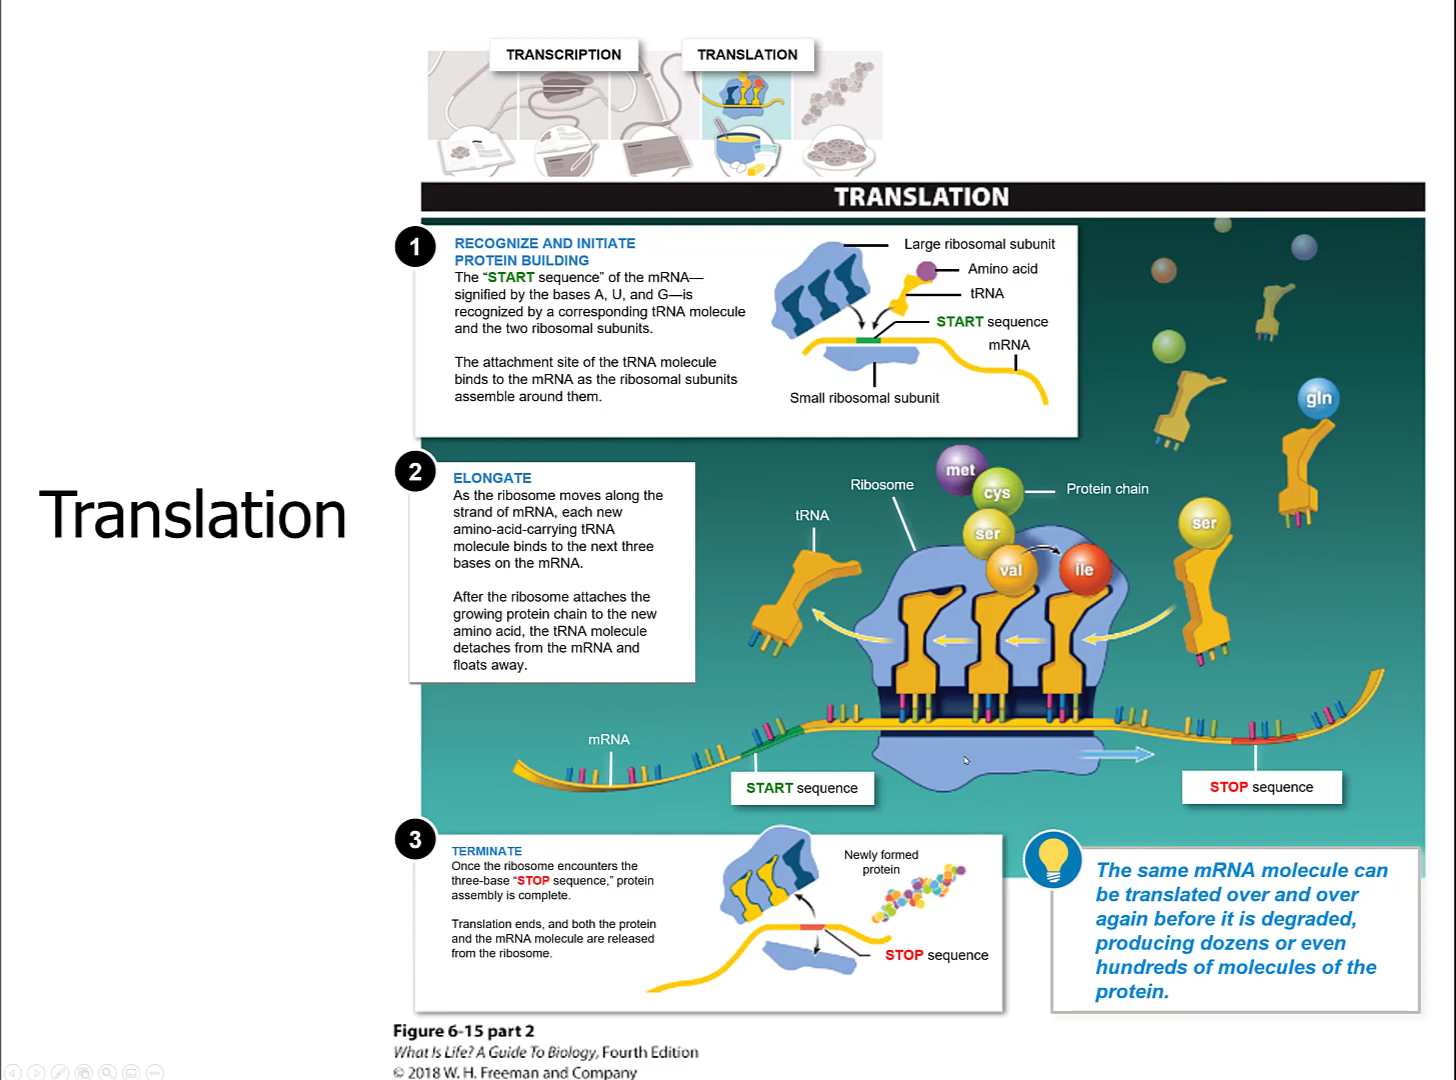 TRANSCRIPTION
TRANSLATION
TRANSLATION
Translation
1
RECOGNIZE AND INITIATE
PROTEIN BUILDING
The “START sequence” of the mRNA—
signified by the bases A, U, and G—is
recognized by a corresponding tRNA molecule
and the two ribosomal subunits.
The attachment site of the tRNA molecule
binds to the mRNA as the ribosomal subunits
assemble around them.
Large ribosomal subunit
Amino acid
tRNA
START sequence
mRNA
Small ribosomal subunit
2
ELONGATE
As the ribosome moves along the
strand of mRNA, each new
amino-acid-carrying tRNA
molecule binds to the next three
bases on the mRNA.
After the ribosome attaches the
growing protein chain to the new
amino acid, the tRNA molecule
detaches from the mRNA and
floats away.
gln
met
Ribosome
cys
Protein chain
tRNA
ser
ser
val
ile
mRNA
START sequence
STOP sequence
3
TERMINATE
Once the ribosome encounters the
three-base “STOP sequence,” protein
assembly is complete.
Translation ends, and both the protein
and the mRNA molecule are released
from the ribosome.
Newly formed
protein
STOP sequence
The same mRNA molecule can
be translated over and over
again before it is degraded,
producing dozens or even
hundreds of molecules of the
protein.
Figure 6-15 part 2
What Is Life? A Guide To Biology, Fourth Edition
© 2018 W. H. Freeman and Company